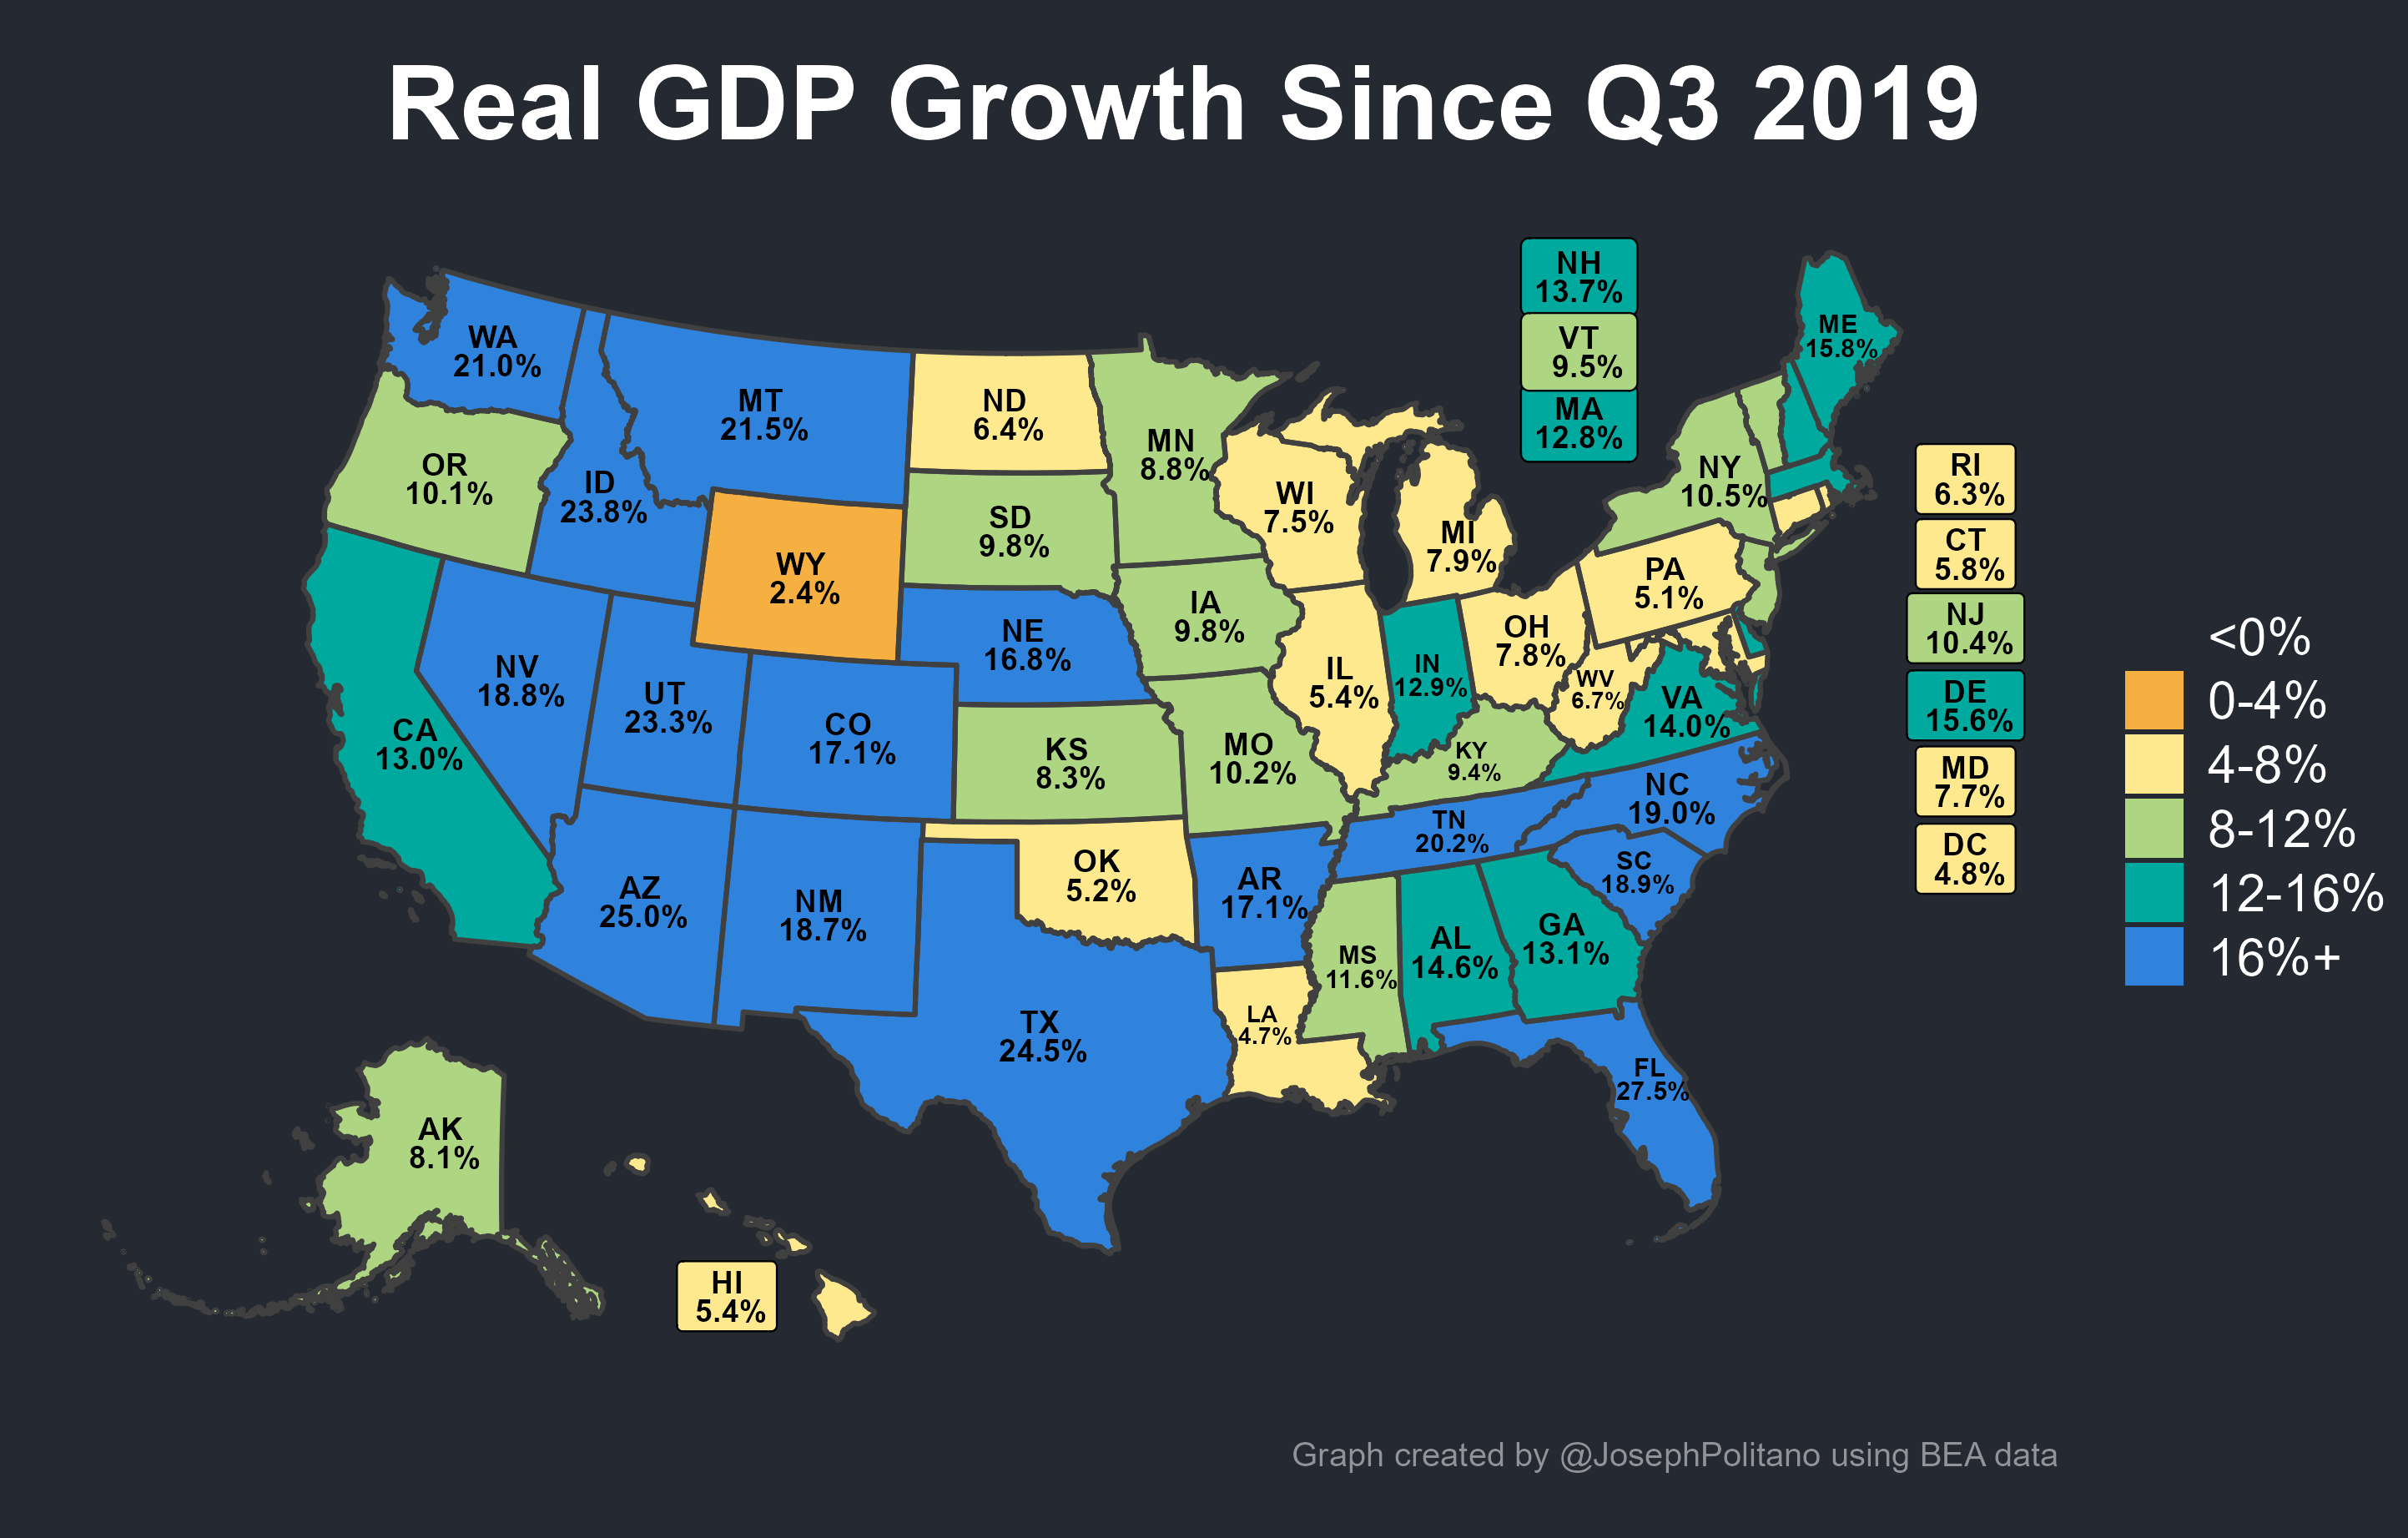 Real GDP Growth Since Q3 2019
NH
13.7%
VT
9.5%
MA
12.8%
ME
15.8%
WA
21.0%
MT
21.5%
ND
6.4%
MN
8.8%
OR
10.1%
ID
23.8%
WY
2.4%
SD
9.8%
WI
7.5%
MI
7.9%
NY
10.5%
RI
6.3%
CT
5.8%
NJ
10.4%
DE
15.6%
MD
7.7%
DC
4.8%
PA
5.1%
IA
9.8%
NE
16.8%
OH
7.8%
IN
12.9%
IL
5.4%
WV
6.7%
VA
14.0%
NV
18.8%
UT
23.3%
CO
17.1%
CA
13.0%
KS
8.3%
MO
10.2%
KY
9.4%
NC
19.0%
TN
20.2%
SC
18.9%
OK
5.2%
AR
17.1%
AZ
25.0%
NM
18.7%
GA
13.1%
AL
14.6%
MS
11.6%
LA
4.7%
TX
24.5%
FL
27.5%
AK
8.1%
HI
5.4%
<0%
0-4%
4-8%
8-12%
12-16%
16%+
Graph created by @JosephPolitano using BEA data